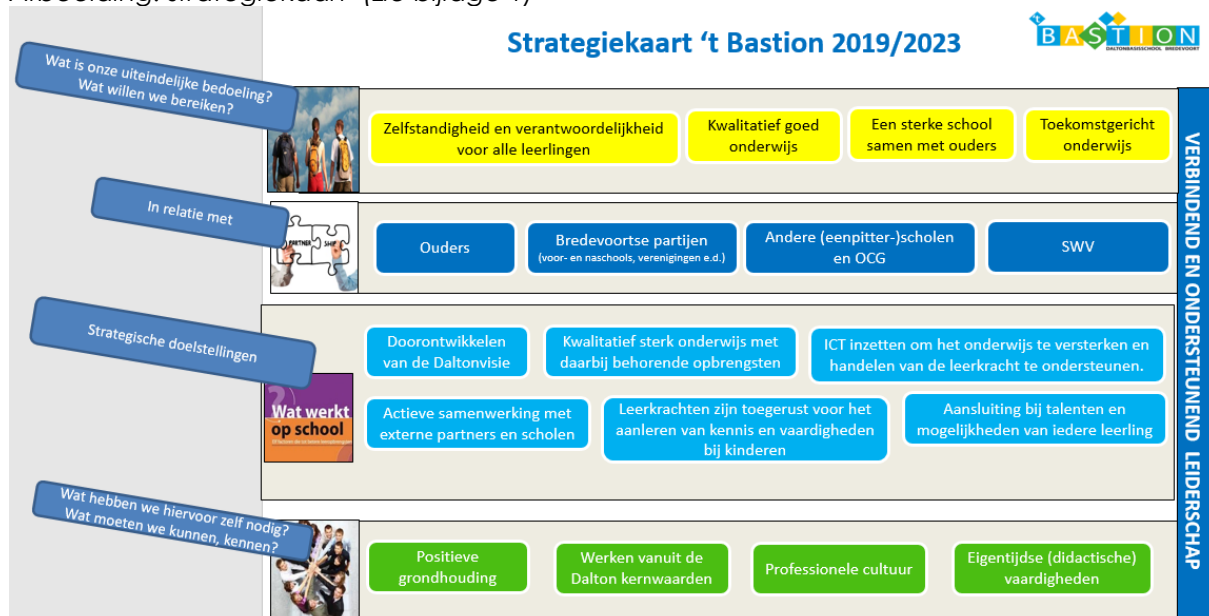 Afbeelding: strategiekaart (zie bijlage 1)
Strategiekaart ‘t Bastion 2019/2023
't
BASTION
DALTONBASISSCHOOL BREDEVOORT
Wat is onze uiteindelijke bedoeling?
Wat willen we bereiken?
Zelfstandigheid en verantwoordelijkheid
voor alle leerlingen
Kwalitatief goed
onderwijs
Een sterke school
samen met ouders
Toekomstgericht
onderwijs
In relatie met
PARTNER
SHIP
Ouders
Bredevoortse partijen
(voor- en naschools, verenigingen e.d.)
Andere (eenpitter-)scholen
en OCG
SWV
Strategische doelstellingen
Wat werkt
op school
Doorontwikkelen
van de Daltonvisie
Kwalitatief sterk onderwijs met
daarbij behorende opbrengsten
ICT inzetten om het onderwijs te versterken en
handelen van de leerkracht te ondersteunen.
Actieve samenwerking met
externe partners en scholen
Leerkrachten zijn toegerust voor het
aanleren van kennis en vaardigheden
bij kinderen
Aansluiting bij talenten en
mogelijkheden van iedere leerling
Wat hebben we hiervoor zelf nodig?
Wat moeten we kunnen, kennen?
Positieve
grondhouding
Werken vanuit de
Dalton kernwaarden
Professionele cultuur
Eigentijdse (didactische)
vaardigheden
VERBINDEND EN ONDERSTEUNEND LEIDERSCHAP